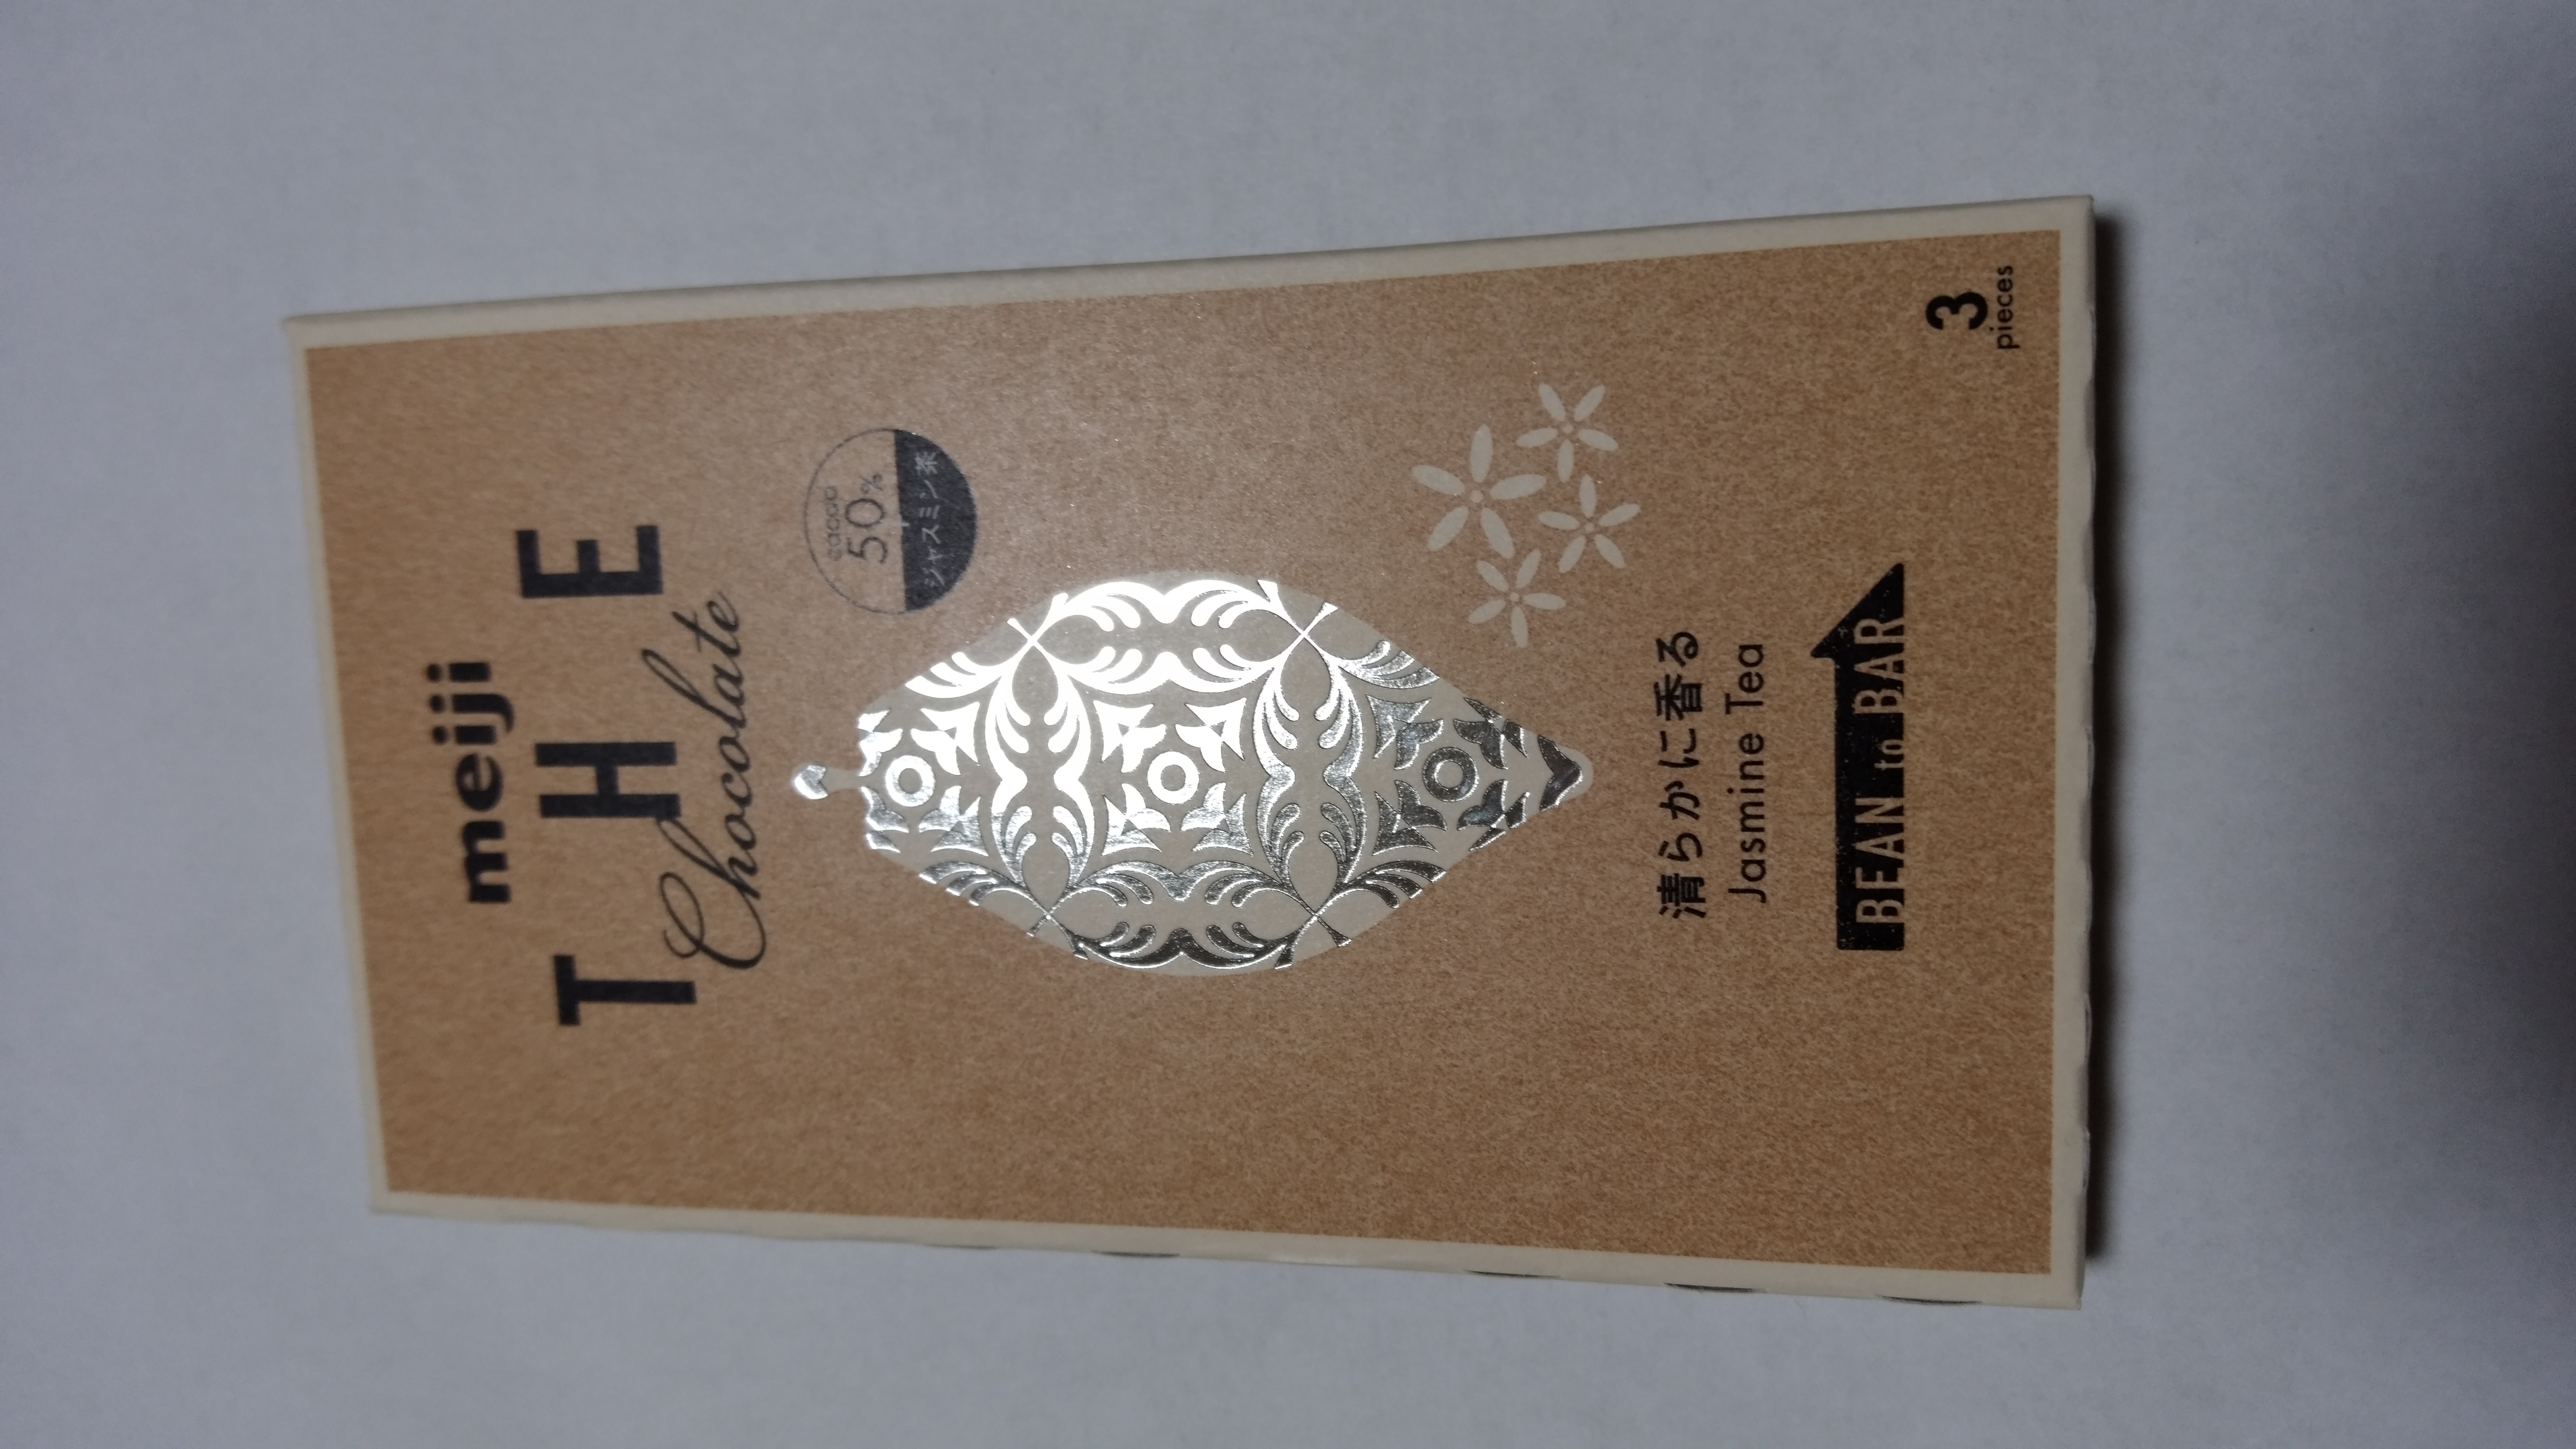 meiji
THE
Chocolate
cacao
50%
ジャスミン茶
清らかに香る
Jasmine Tea
BEAN to BAR
3
pieces